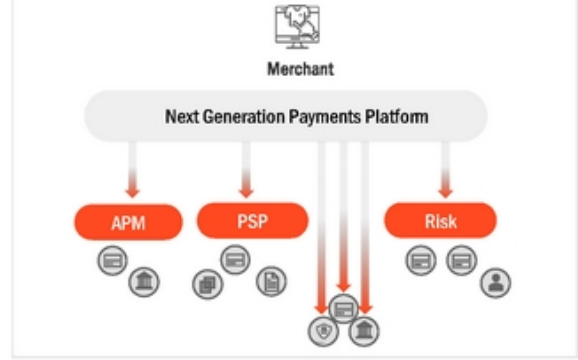 Merchant
Next Generation Payments Platform
APM
PSP
Risk